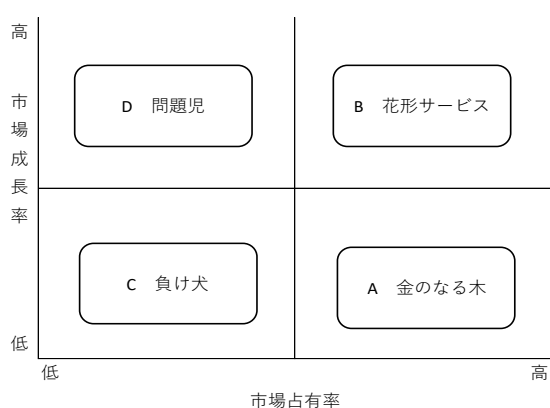 高
市場成長率
D 問題児
B 花形サービス
C 負け犬
A 金のなる木
低
低
高
市場占有率